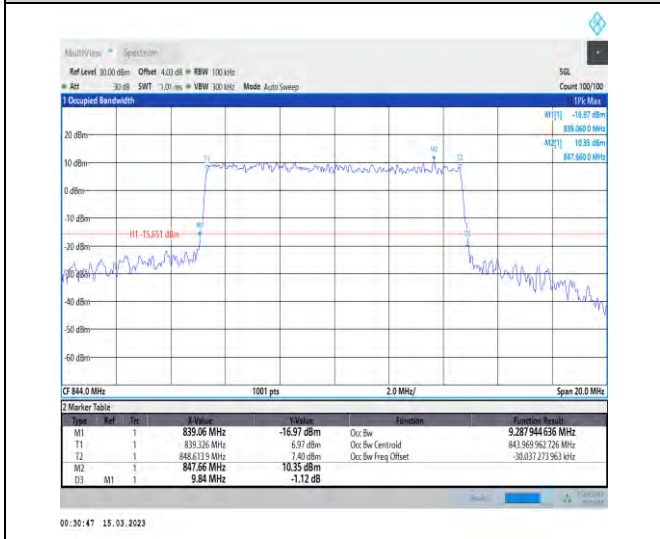 MultiView Spectrum
Ref Level 30.00 dBm Offset 4.03 dB RBW 100 kHz SGL
Att 30 dB SWT 1.01 ms VBW 300 kHz Mode Auto Sweep Count 100/100
1 Occupied Bandwidth 1Pk Max
M1[1] -16.97 dBm
839.060 0 MHz
M2[1] 10.35 dBm
847.660 0 MHz
20 dBm
10 dBm
0 dBm
-10 dBm
-20 dBm
-30 dBm
-40 dBm
-50 dBm
-60 dBm
T1
M2
T2
M1
H1 -15.651 dBm
D3
CF 844.0 MHz 1001 pts 2.0 MHz/ Span 20.0 MHz
2 Marker Table
Type Ref Trc X-Value Y-Value Function Function Result
M1 1 839.06 MHz -16.97 dBm Occ Bw 9.287 944 636 MHz
T1 1 839.326 MHz 6.97 dBm Occ Bw Centroid 843.969 962 726 MHz
T2 1 848.613 9 MHz 7.40 dBm Occ Bw Freq Offset -30.037 273 963 kHz
M2 1 847.66 MHz 10.35 dBm
D3 M1 1 9.84 MHz -1.12 dB
00:30:47 15.03.2023